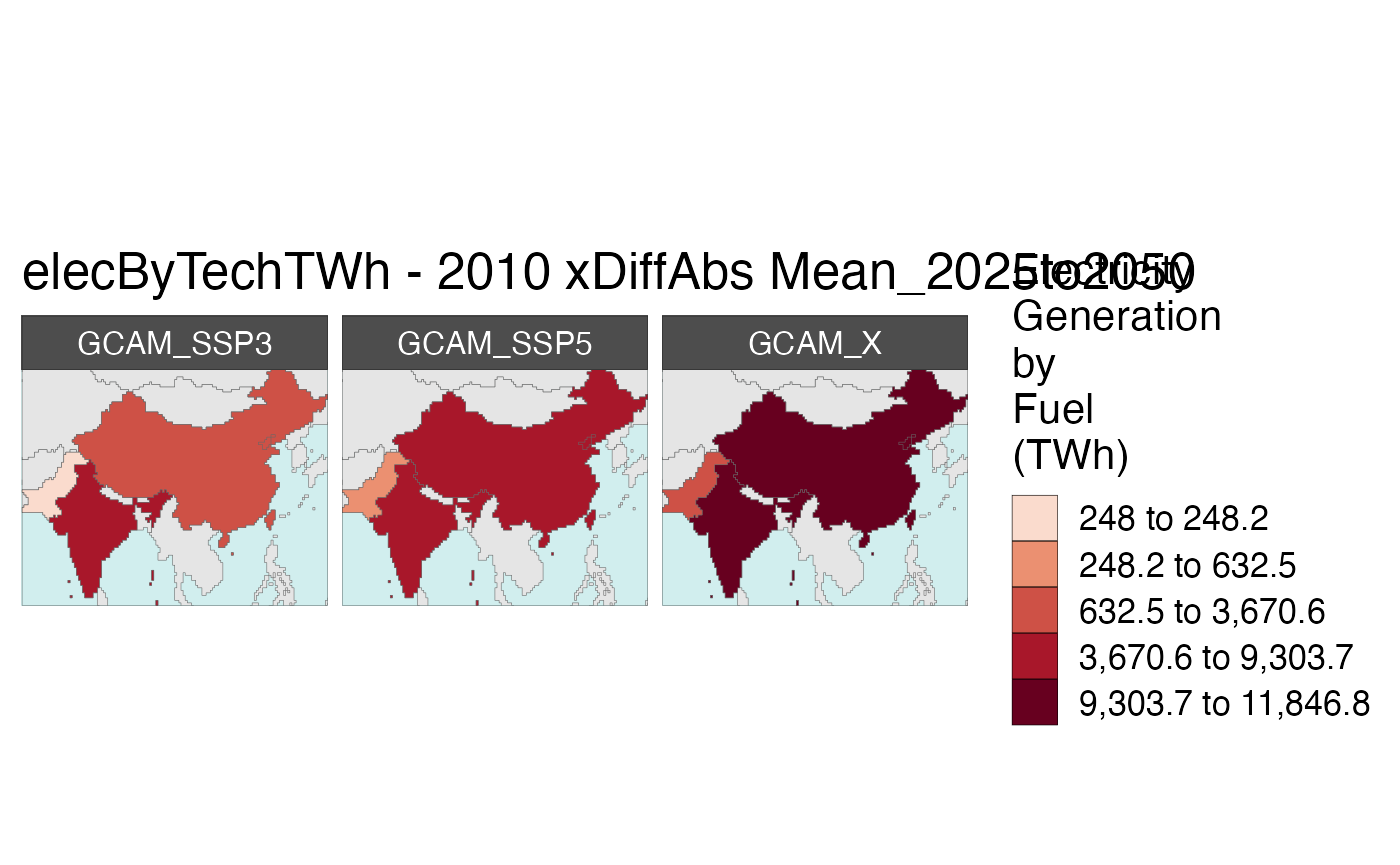 elecByTechTWh - 2010 xDiffAbs Mean_2025to2050
GCAM_SSP3
GCAM_SSP5
GCAM_X
Electricity
Generation
by
Fuel
(TWh)
248 to 248.2
248.2 to 632.5
632.5 to 3,670.6
3,670.6 to 9,303.7
9,303.7 to 11,846.8